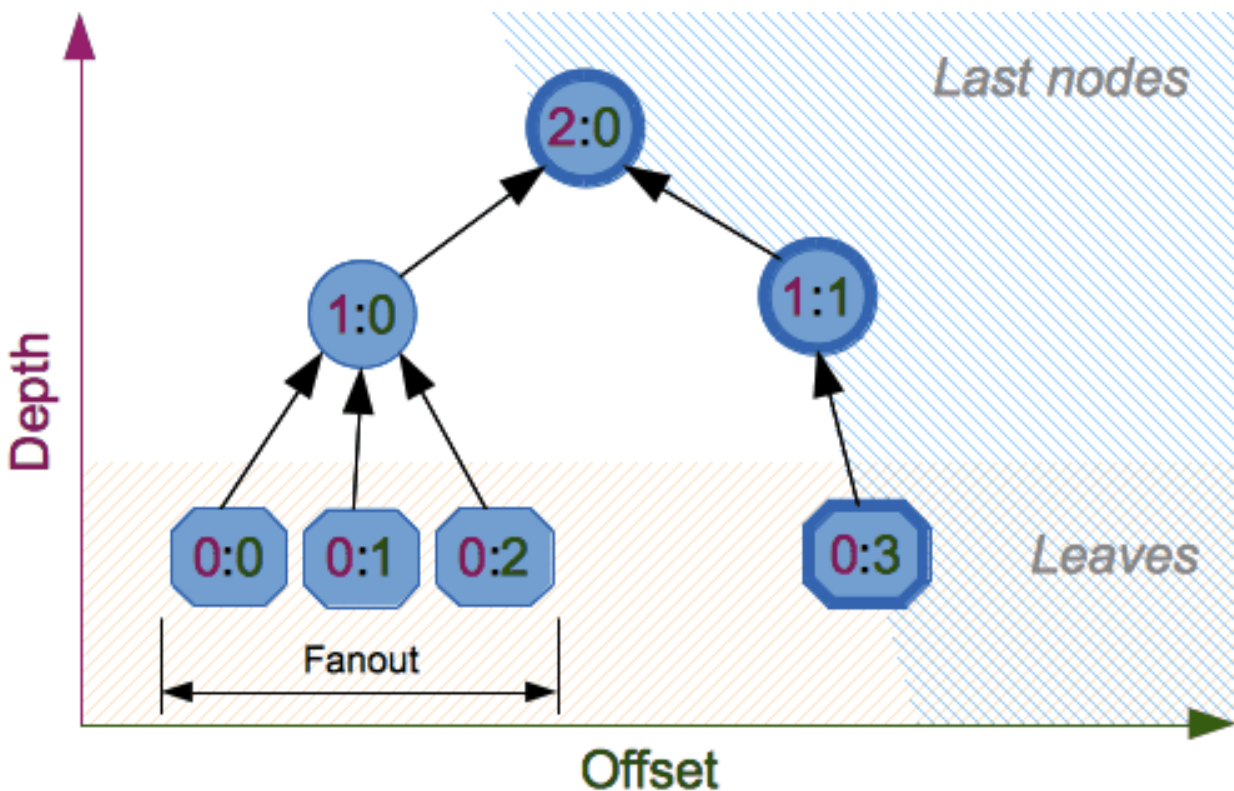 Last nodes
2:0
1:0
1:1
Depth
0:0 0:1 0:2 0:3
Leaves
Fanout
Offset